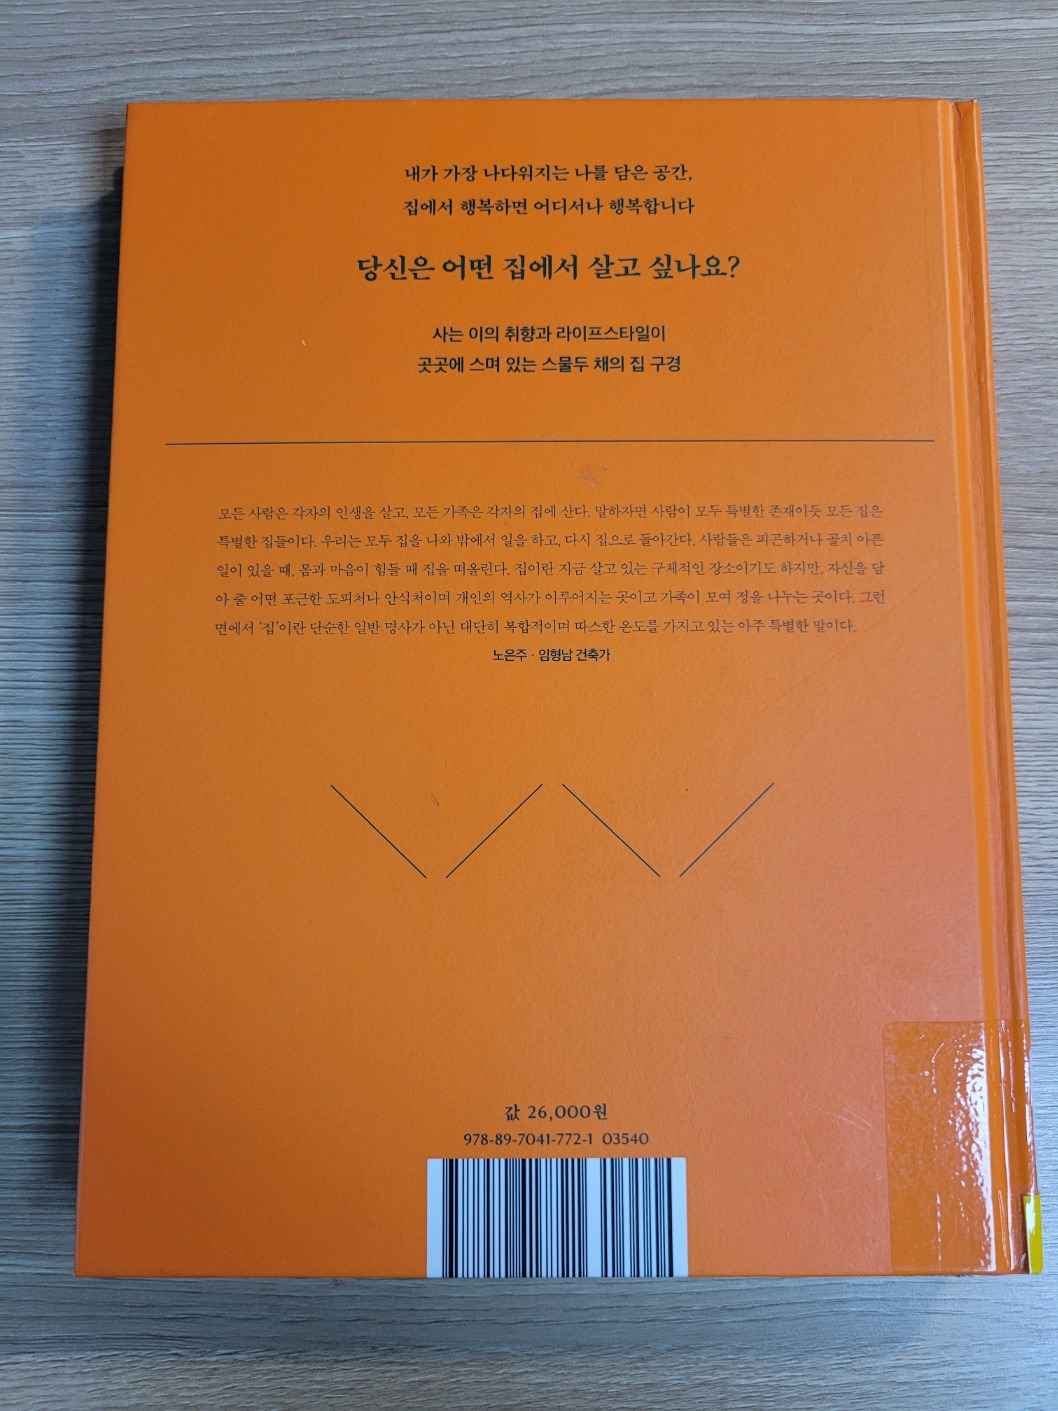 내가 가장 나다워지는 나를 담은 공간,
집에서 행복하면 어디서나 행복합니다
당신은 어떤 집에서 살고 싶나요?
사는 이의 취향과 라이프스타일이
곳곳에 스며 있는 스물두 채의 집 구경
모든 사람은 각자의 인생을 살고, 모든 가족은 각자의 집에 산다. 말하자면 사람이 모두 특별한 존재이듯 모든 집은
특별한 집들이다. 우리는 모두 집을 나와 밖에서 일을 하고, 다시 집으로 돌아간다. 사람들은 피곤하거나 골치 아픈
일이 있을 때, 몸과 마음이 힘들 때 집을 떠올린다. 집이란 지금 살고 있는 구체적인 장소이기도 하지만, 자신을 담
아 줄 어떤 포근한 도피처나 안식처이며 개인의 역사가 이루어지는 곳이고 가족이 모여 정을 나누는 곳이다. 그런
면에서 ‘집’이란 단순한 일반 명사가 아닌 대단히 복합적이며 따스한 온도를 가지고 있는 아주 특별한 말이다.
노은주 · 임형남 건축가
값 26,000원
978-89-7041-772-1 03540